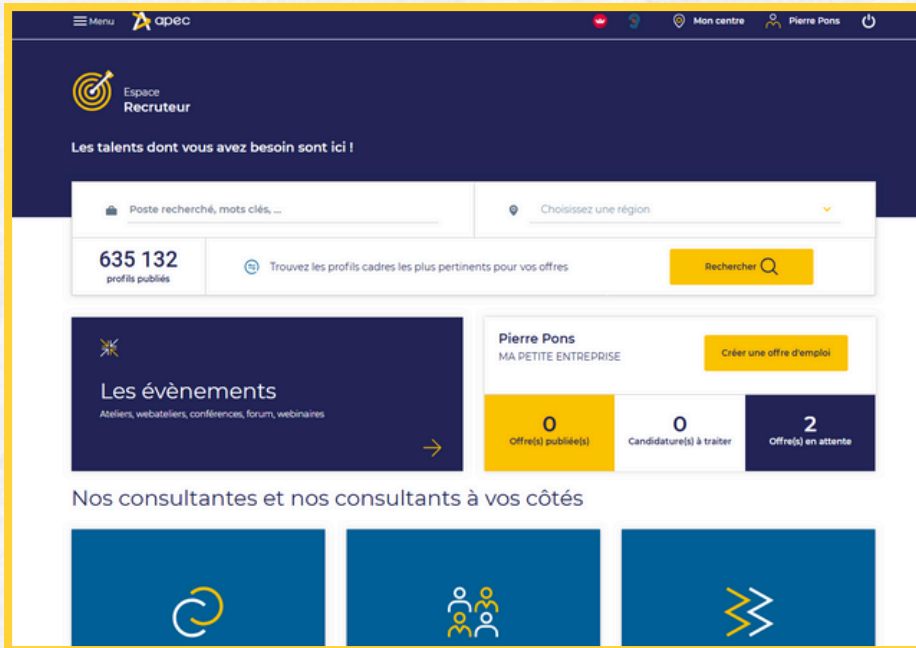 Menu apec Mon centre Pierre Pons
Espace
Recruteur
Les talents dont vous avez besoin sont ici !
Poste recherché, mots clés, ... Choisissez une région
635 132
profils publiés
Trouvez les profils cadres les plus pertinents pour vos offres
Rechercher
Les évènements
Ateliers, webateliers, conférences, forum, webinaires
Pierre Pons
MA PETITE ENTREPRISE
Créer une offre d'emploi
0
Offre(s) publiée(s)
0
Candidature(s) à traiter
2
Offre(s) en attente
Nos consultantes et nos consultants à vos côtés